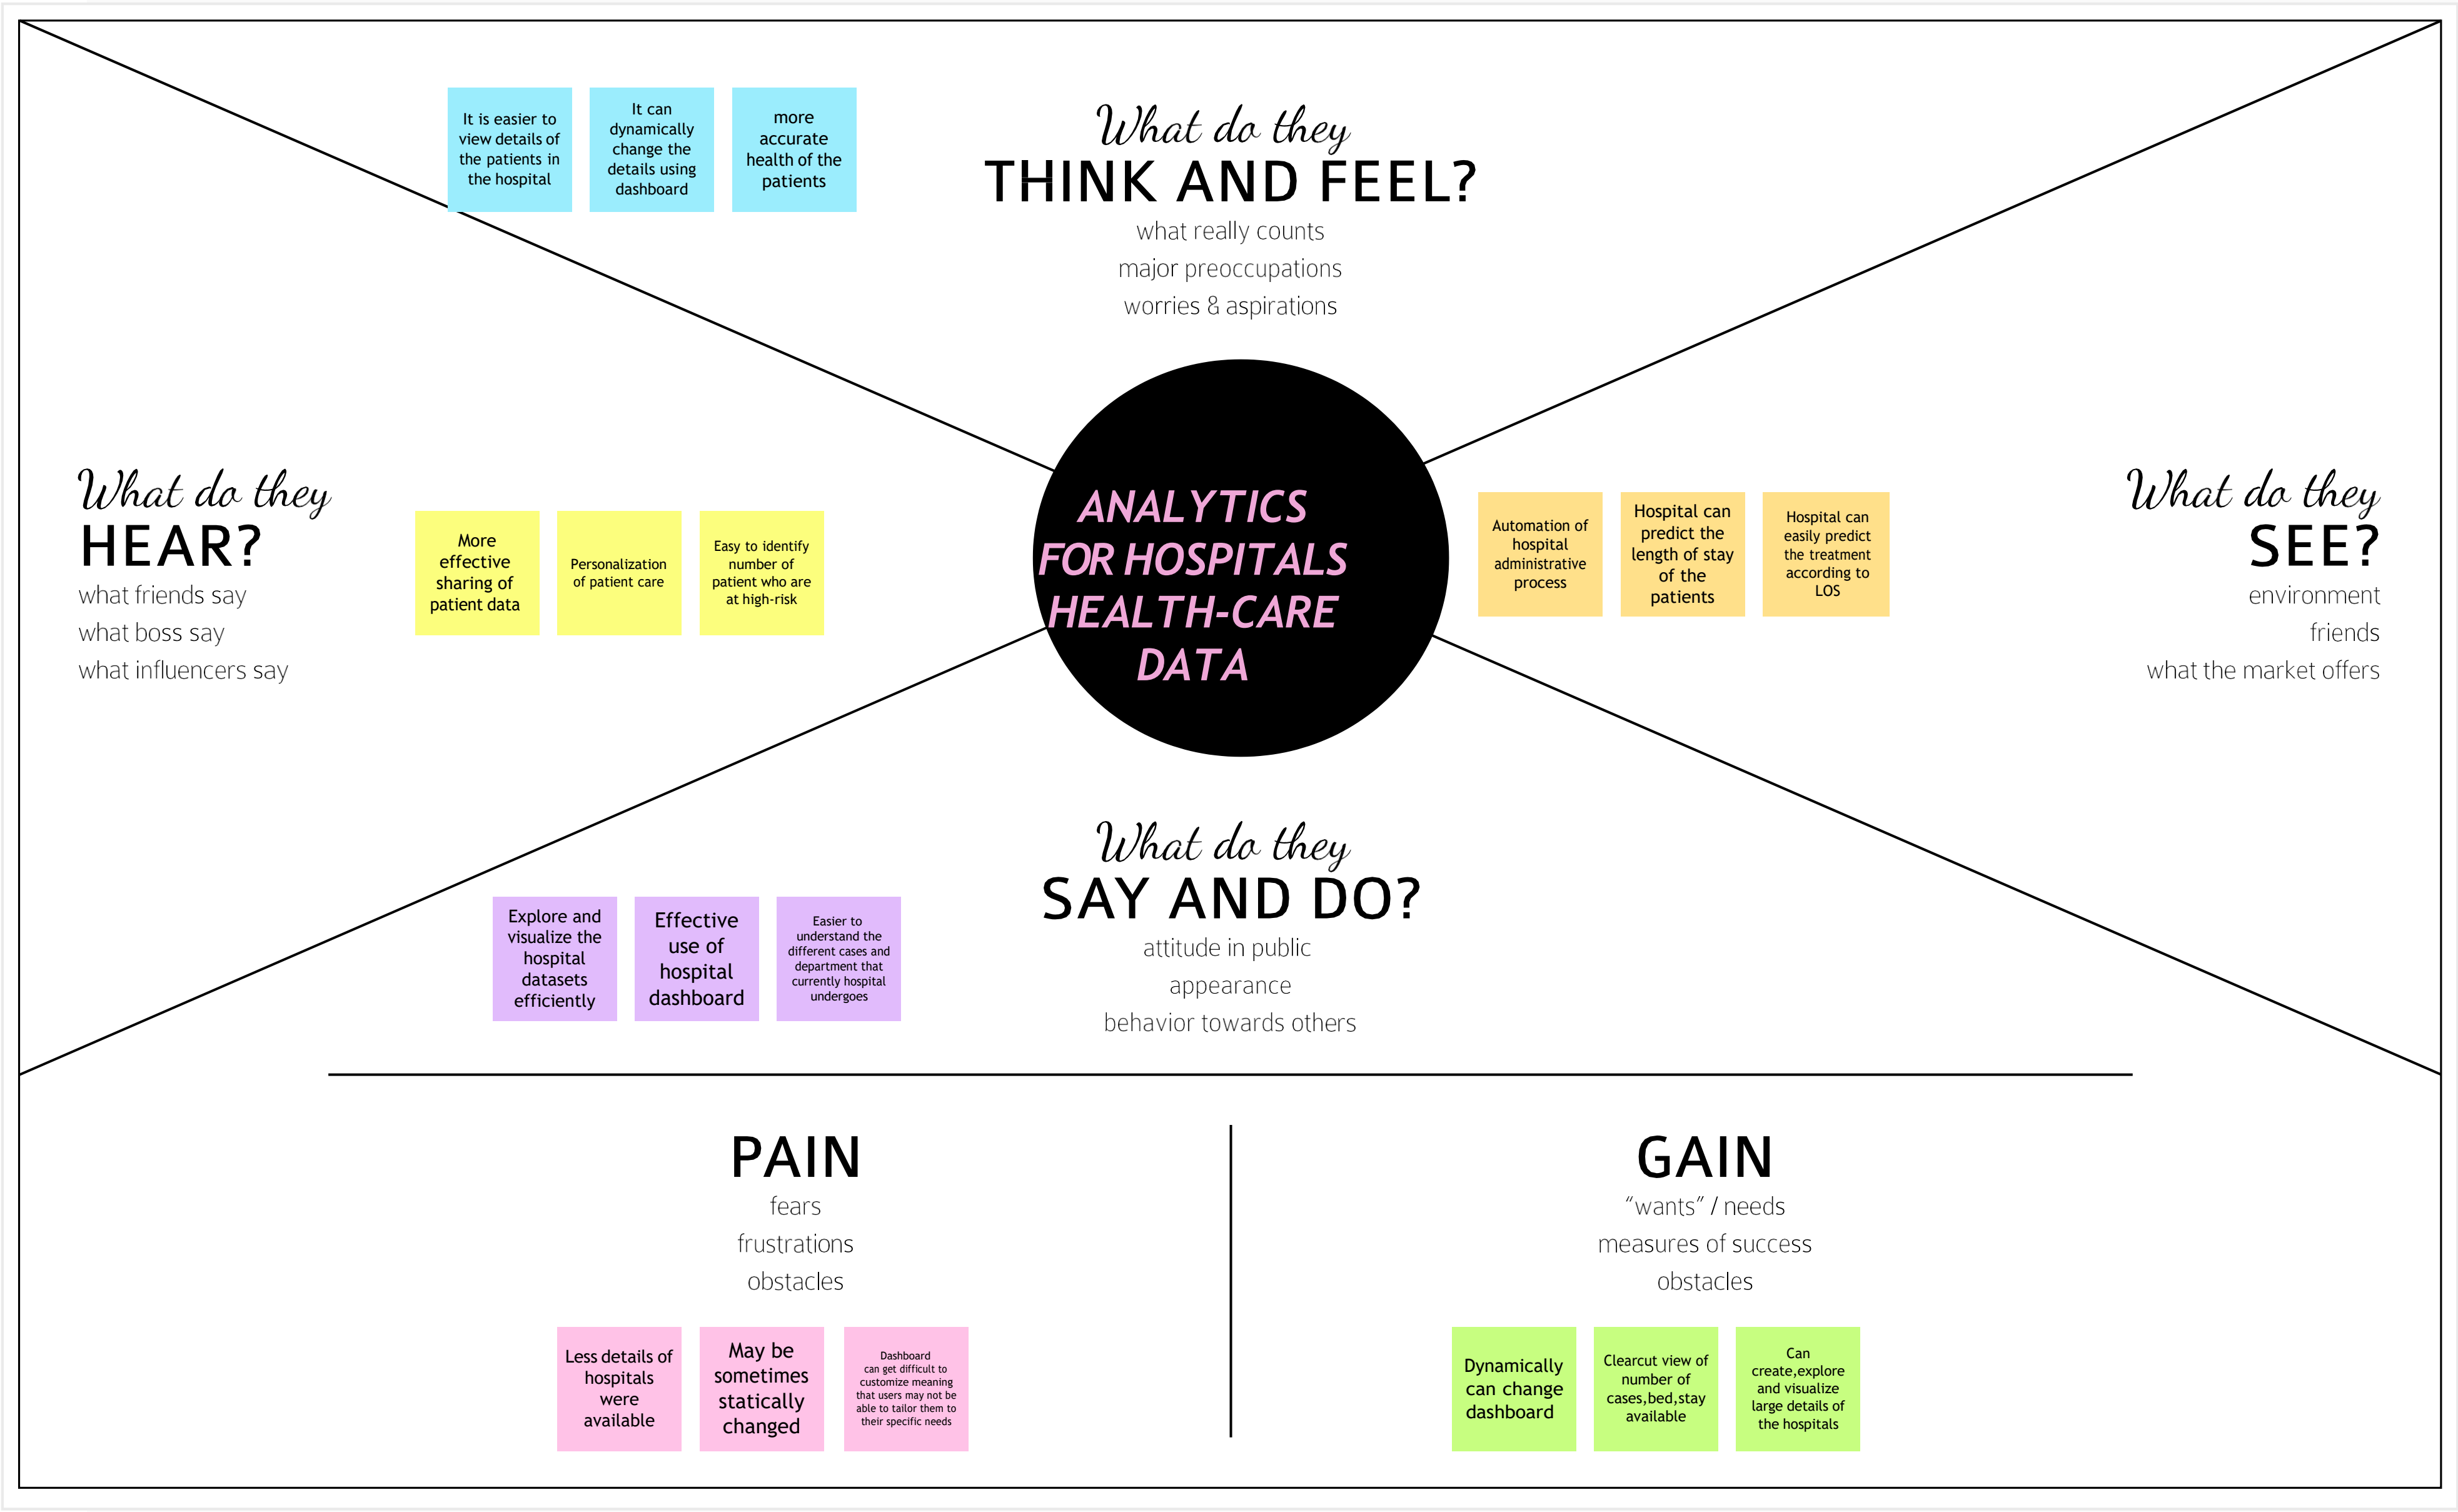 It is easier to
view details of
the patients in
the hospital
It can
dynamically
change the
details using
dashboard
more
accurate
health of the
patients
What do they
THINK AND FEEL?
what really counts
major preoccupations
worries & aspirations
What do they
HEAR?
what friends say
what boss say
what influencers say
More
effective
sharing of
patient data
Personalization
of patient care
Easy to identify
number of
patient who are
at high-risk
ANALYTICS
FOR HOSPITALS
HEALTH-CARE
DATA
Automation of
hospital
administrative
process
Hospital can
predict the
length of stay
of the
patients
Hospital can
easily predict
the treatment
according to
LOS
What do they
SEE?
environment
friends
what the market offers
What do they
SAY AND DO?
attitude in public
appearance
behavior towards others
Explore and
visualize the
hospital
datasets
efficiently
Effective
use of
hospital
dashboard
Easier to
understand the
different cases and
department that
currently hospital
undergoes
PAIN
fears
frustrations
obstacles
Less details of
hospitals
were
available
May be
sometimes
statically
changed
Dashboard
can get difficult to
customize meaning
that users may not be
able to tailor them to
their specific needs
GAIN
“wants” / needs
measures of success
obstacles
Dynamically
can change
dashboard
Clearcut view of
number of
cases,bed,stay
available
Can
create,explore
and visualize
large details of
the hospitals